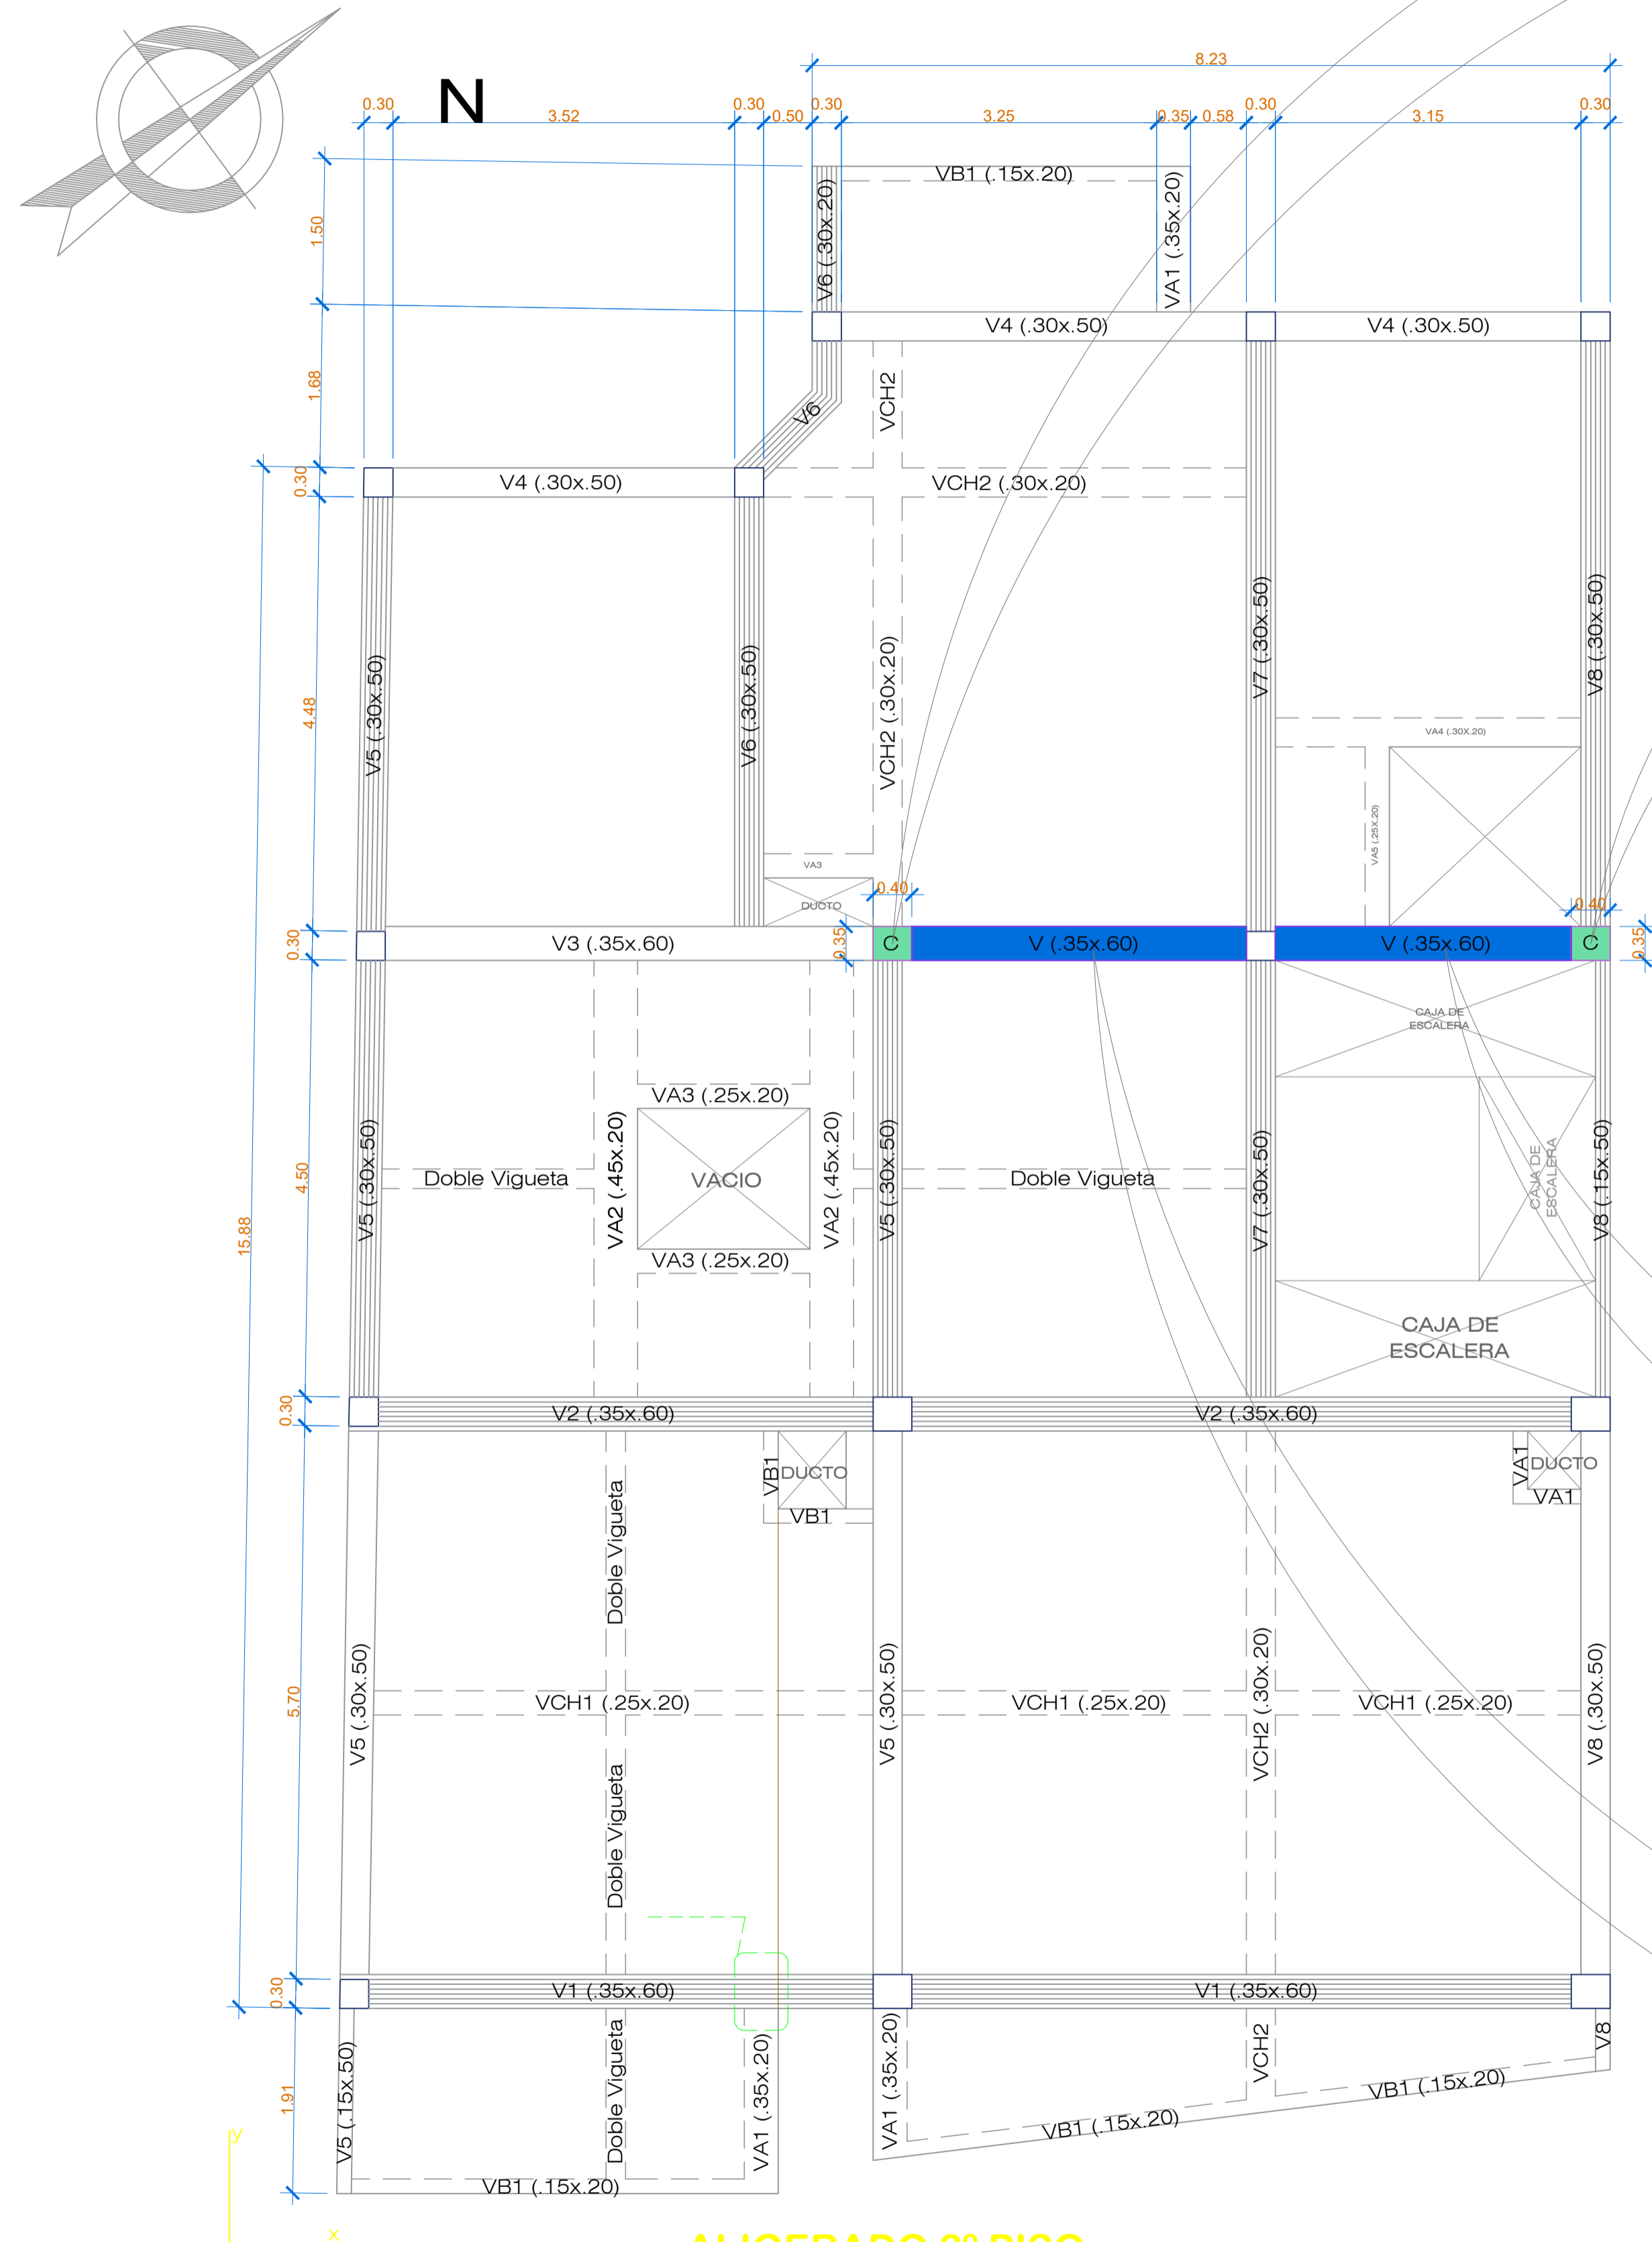 8.23
N
0.30
3.52
0.30
0.50
0.30
3.25
0.35
0.58
0.30
3.15
0.30
VB1 (.15x.20)
V6 (.30x.20)
VA1 (.35x.20)
1.50
V4 (.30x.50)
V4 (.30x.50)
1.68
VCH2
V6
0.30
V4 (.30x.50)
VCH2 (.30x.20)
V5 (.30x.50)
V6 (.30x.50)
VCH2 (.30x.20)
V7 (.30x.50)
V8 (.30x.50)
4.48
VA4 (.30X.20)
VA5 (.25X.20)
VA3
DUCTO
0.40
0.40
0.30
V3 (.35x.60)
0.35
C
V (.35x.60)
V (.35x.60)
C
0.35
CAJA DE
ESCALERA
VA3 (.25x.20)
V5 (.30x.50)
VA2 (.45x.20)
VA2 (.45x.20)
V5 (.30x.50)
V7 (.30x.50)
CAJA DE
ESCALERA
V8 (.15x.50)
4.50
Doble Vigueta
VACIO
Doble Vigueta
15.88
VA3 (.25x.20)
CAJA DE
ESCALERA
0.30
V2 (.35x.60)
V2 (.35x.60)
VB1
DUCTO
VA1
DUCTO
VB1
VA1
Doble Vigueta
V5 (.30x.50)
V5 (.30x.50)
VCH2 (.30x.20)
V8 (.30x.50)
5.70
VCH1 (.25x.20)
VCH1 (.25x.20)
VCH1 (.25x.20)
Doble Vigueta
0.30
V1 (.35x.60)
V1 (.35x.60)
V5 (.15x.50)
Doble Vigueta
VA1 (.35x.20)
VA1 (.35x.20)
VCH2
V8
1.91
VB1 (.15x.20)
VB1 (.15x.20)
VB1 (.15x.20)
y
x